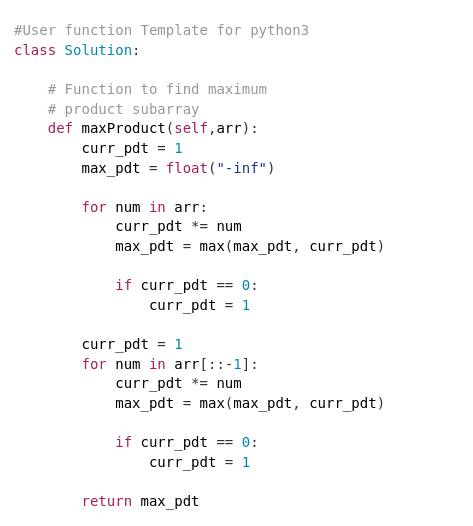 #User function Template for python3
class Solution:
    # Function to find maximum
    # product subarray
    def maxProduct(self,arr):
        curr_pdt = 1
        max_pdt = float("-inf")
        for num in arr:
            curr_pdt *= num
            max_pdt = max(max_pdt, curr_pdt)
            if curr_pdt == 0:
                curr_pdt = 1
        curr_pdt = 1
        for num in arr[::-1]:
            curr_pdt *= num
            max_pdt = max(max_pdt, curr_pdt)
            if curr_pdt == 0:
                curr_pdt = 1
        return max_pdt